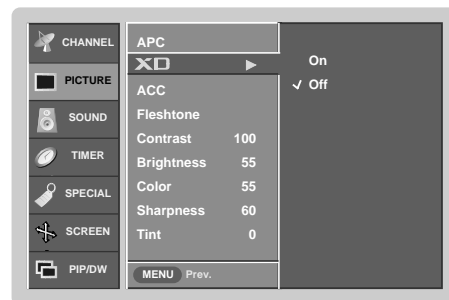 CHANNEL
PICTURE
SOUND
TIMER
SPECIAL
SCREEN
PIP/DW
APC
XD
ACC
Fleshtone
Contrast 100
Brightness 55
Color 55
Sharpness 60
Tint 0
MENU Prev.
On
✓ Off